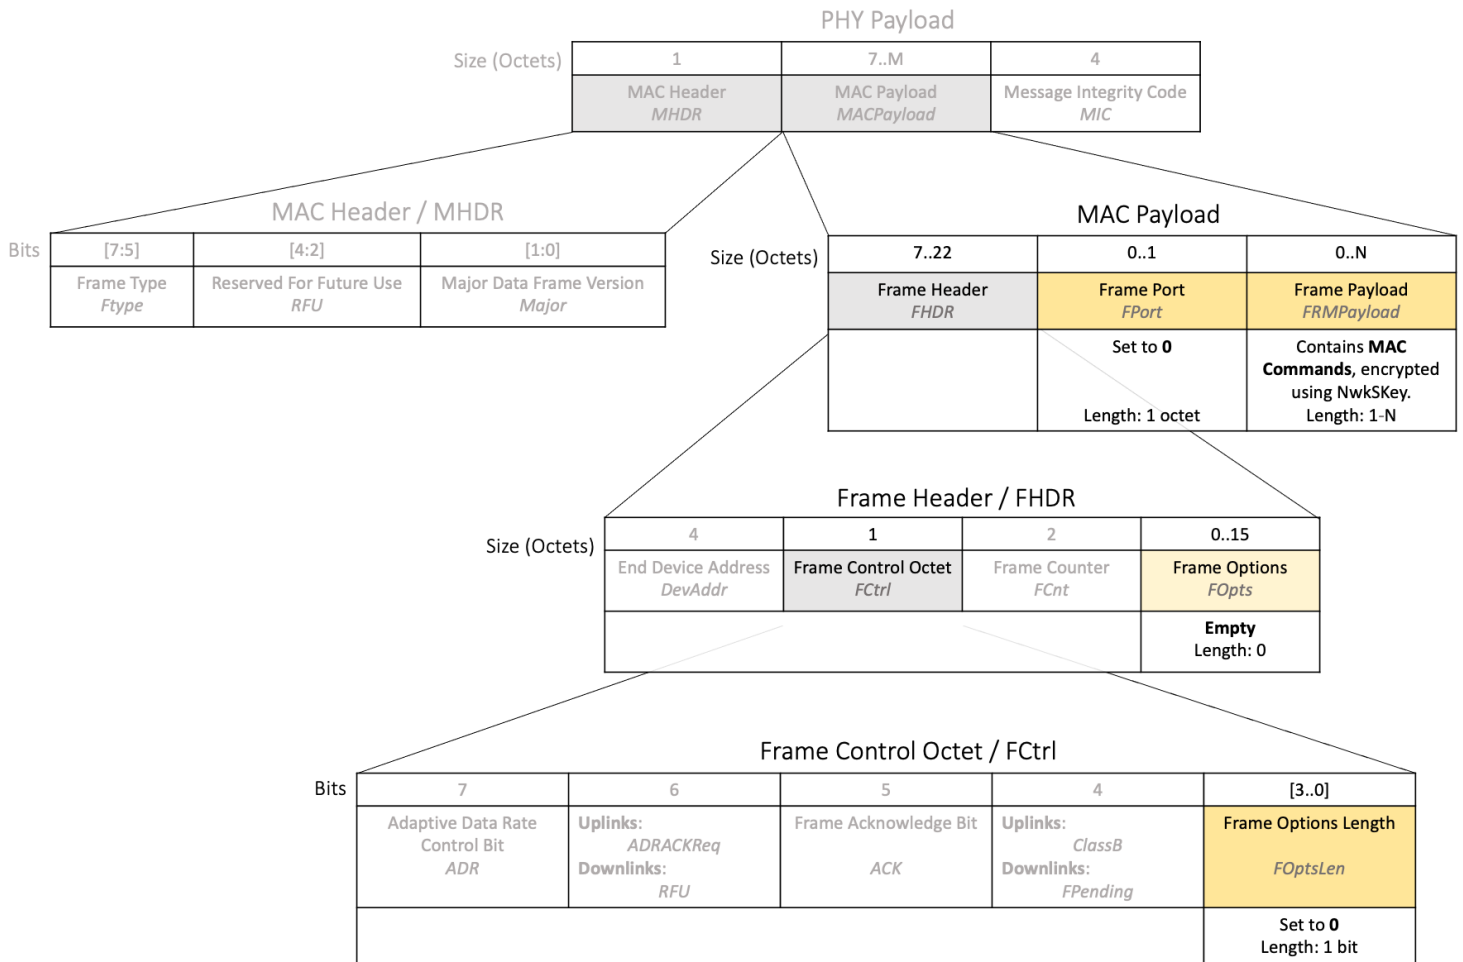 PHY Payload
Size (Octets) 1 7..M 4
MAC Header MAC Payload Message Integrity Code
MHDR MACPayload MIC
MAC Header / MHDR
Bits [7:5] [4:2] [1:0]
Frame Type Reserved For Future Use Major Data Frame Version
Ftype RFU Major
MAC Payload
Size (Octets) 7..22 0..1 0..N
Frame Header Frame Port Frame Payload
FHDR FPort FRMPayload
Set to 0 Contains MAC
Commands, encrypted
using NwkSKey.
Length: 1 octet Length: 1-N
Frame Header / FHDR
Size (Octets) 4 1 2 0..15
End Device Address Frame Control Octet Frame Counter Frame Options
DevAddr FCtrl FCnt FOpts
Empty
Length: 0
Frame Control Octet / FCtrl
Bits 7 6 5 4 [3..0]
Adaptive Data Rate Uplinks: Frame Acknowledge Bit Uplinks: Frame Options Length
Control Bit ADRACKReq ClassB
ADR Downlinks: ACK Downlinks: FOptsLen
RFU FPending
Set to 0
Length: 1 bit